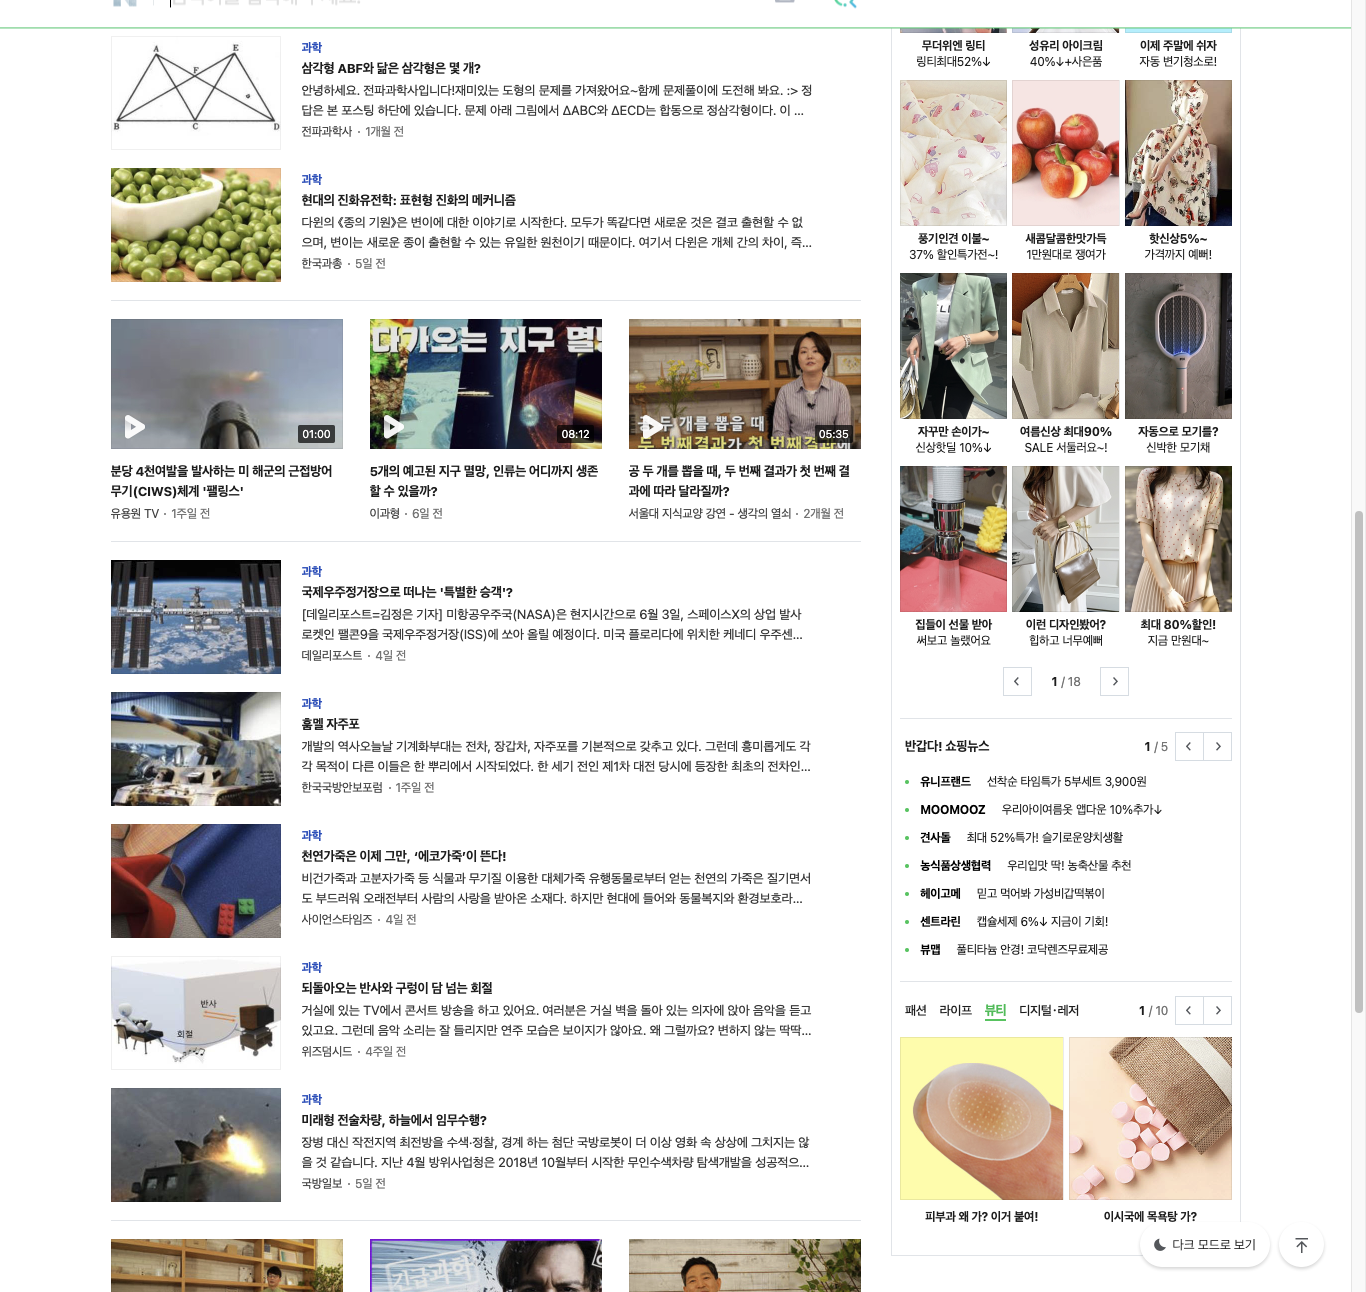 과학
삼각형 ABF와 닮은 삼각형은 몇 개?
안녕하세요. 전파과학사입니다!재미있는 도형의 문제를 가져왔어요~함께 문제풀이에 도전해 봐요. :> 정
답은 본 포스팅 하단에 있습니다. 문제 아래 그림에서 ΔABC와 ΔECD는 합동으로 정삼각형이다. 이 ...
전파과학사 · 1개월 전
A
E
F
B
C
D
과학
현대의 진화유전학: 표현형 진화의 메커니즘
다윈의 《종의 기원》은 변이에 대한 이야기로 시작한다. 모두가 똑같다면 새로운 것은 결코 출현할 수 없
으며, 변이는 새로운 종이 출현할 수 있는 유일한 원천이기 때문이다. 여기서 다윈은 개체 간의 차이, 즉...
한국과총 · 5일 전
01:00
다가오는 지구 멸망
08:12
공 두 개를 뽑을 때
두 번째결과가 첫 번째결과에
05:35
분당 4천여발을 발사하는 미 해군의 근접방어
무기(CIWS)체계 '팰링스'
유용원 TV · 1주일 전
5개의 예고된 지구 멸망, 인류는 어디까지 생존
할 수 있을까?
이과형 · 6일 전
공 두 개를 뽑을 때, 두 번째 결과가 첫 번째 결
과에 따라 달라질까?
서울대 지식교양 강연 - 생각의 열쇠 · 2개월 전
과학
국제우주정거장으로 떠나는 '특별한 승객'?
[데일리포스트=김정은 기자] 미항공우주국(NASA)은 현지시간으로 6월 3일, 스페이스X의 상업 발사
로켓인 팰콘9을 국제우주정거장(ISS)에 쏘아 올릴 예정이다. 미국 플로리다에 위치한 케네디 우주센...
데일리포스트 · 4일 전
과학
훔멜 자주포
개발의 역사오늘날 기계화부대는 전차, 장갑차, 자주포를 기본적으로 갖추고 있다. 그런데 흥미롭게도 각
각 목적이 다른 이들은 한 뿌리에서 시작되었다. 한 세기 전인 제1차 대전 당시에 등장한 최초의 전차인...
한국국방안보포럼 · 1주일 전
과학
천연가죽은 이제 그만, ‘에코가죽’이 뜬다!
비건가죽과 고분자가죽 등 식물과 무기질 이용한 대체가죽 유행동물로부터 얻는 천연의 가죽은 질기면서
도 부드러워 오래전부터 사람의 사랑을 받아온 소재다. 하지만 현대에 들어와 동물복지와 환경보호라...
사이언스타임즈 · 4일 전
과학
되돌아오는 반사와 구렁이 담 넘는 회절
거실에 있는 TV에서 콘서트 방송을 하고 있어요. 여러분은 거실 벽을 돌아 있는 의자에 앉아 음악을 듣고
있고요. 그런데 음악 소리는 잘 들리지만 연주 모습은 보이지가 않아요. 왜 그럴까요? 변하지 않는 딱딱...
위즈덤시드 · 4주일 전
반사
회절
과학
미래형 전술차량, 하늘에서 임무수행?
장병 대신 작전지역 최전방을 수색·정찰, 경계 하는 첨단 국방로봇이 더 이상 영화 속 상상에 그치지는 않
을 것 같습니다. 지난 4월 방위사업청은 2018년 10월부터 시작한 무인수색차량 탐색개발을 성공적으...
국방일보 · 5일 전
긴급과학
무더위엔 링티
링티최대52%↓
성유리 아이크림
40%↓+사은품
이제 주말에 쉬자
자동 변기청소로!
풍기인견 이불~
37% 할인특가전~!
새콤달콤한맛가득
1만원대로 쟁여가
핫신상5%~
가격까지 예뻐!
자꾸만 손이가~
신상핫딜 10%↓
여름신상 최대90%
SALE 서둘러요~!
자동으로 모기를?
신박한 모기채
집들이 선물 받아
써보고 놀랬어요
이런 디자인봤어?
힙하고 너무예뻐
최대 80%할인!
지금 만원대~
1 / 18
반갑다! 쇼핑뉴스
1 / 5
유니프랜드 선착순 타임특가 5부세트 3,900원
MOOMOOZ 우리아이여름옷 앱다운 10%추가↓
견사돌 최대 52%특가! 슬기로운양치생활
농식품상생협력 우리입맛 딱! 농축산물 추천
헤이고메 믿고 먹어봐 가성비갑떡볶이
센트라린 캡슐세제 6%↓ 지금이 기회!
뷰맵 풀티타늄 안경! 코닥렌즈무료제공
패션 라이프 뷰티 디지털·레저
1 / 10
피부과 왜 가? 이거 붙여!
이시국에 목욕탕 가?
다크 모드로 보기